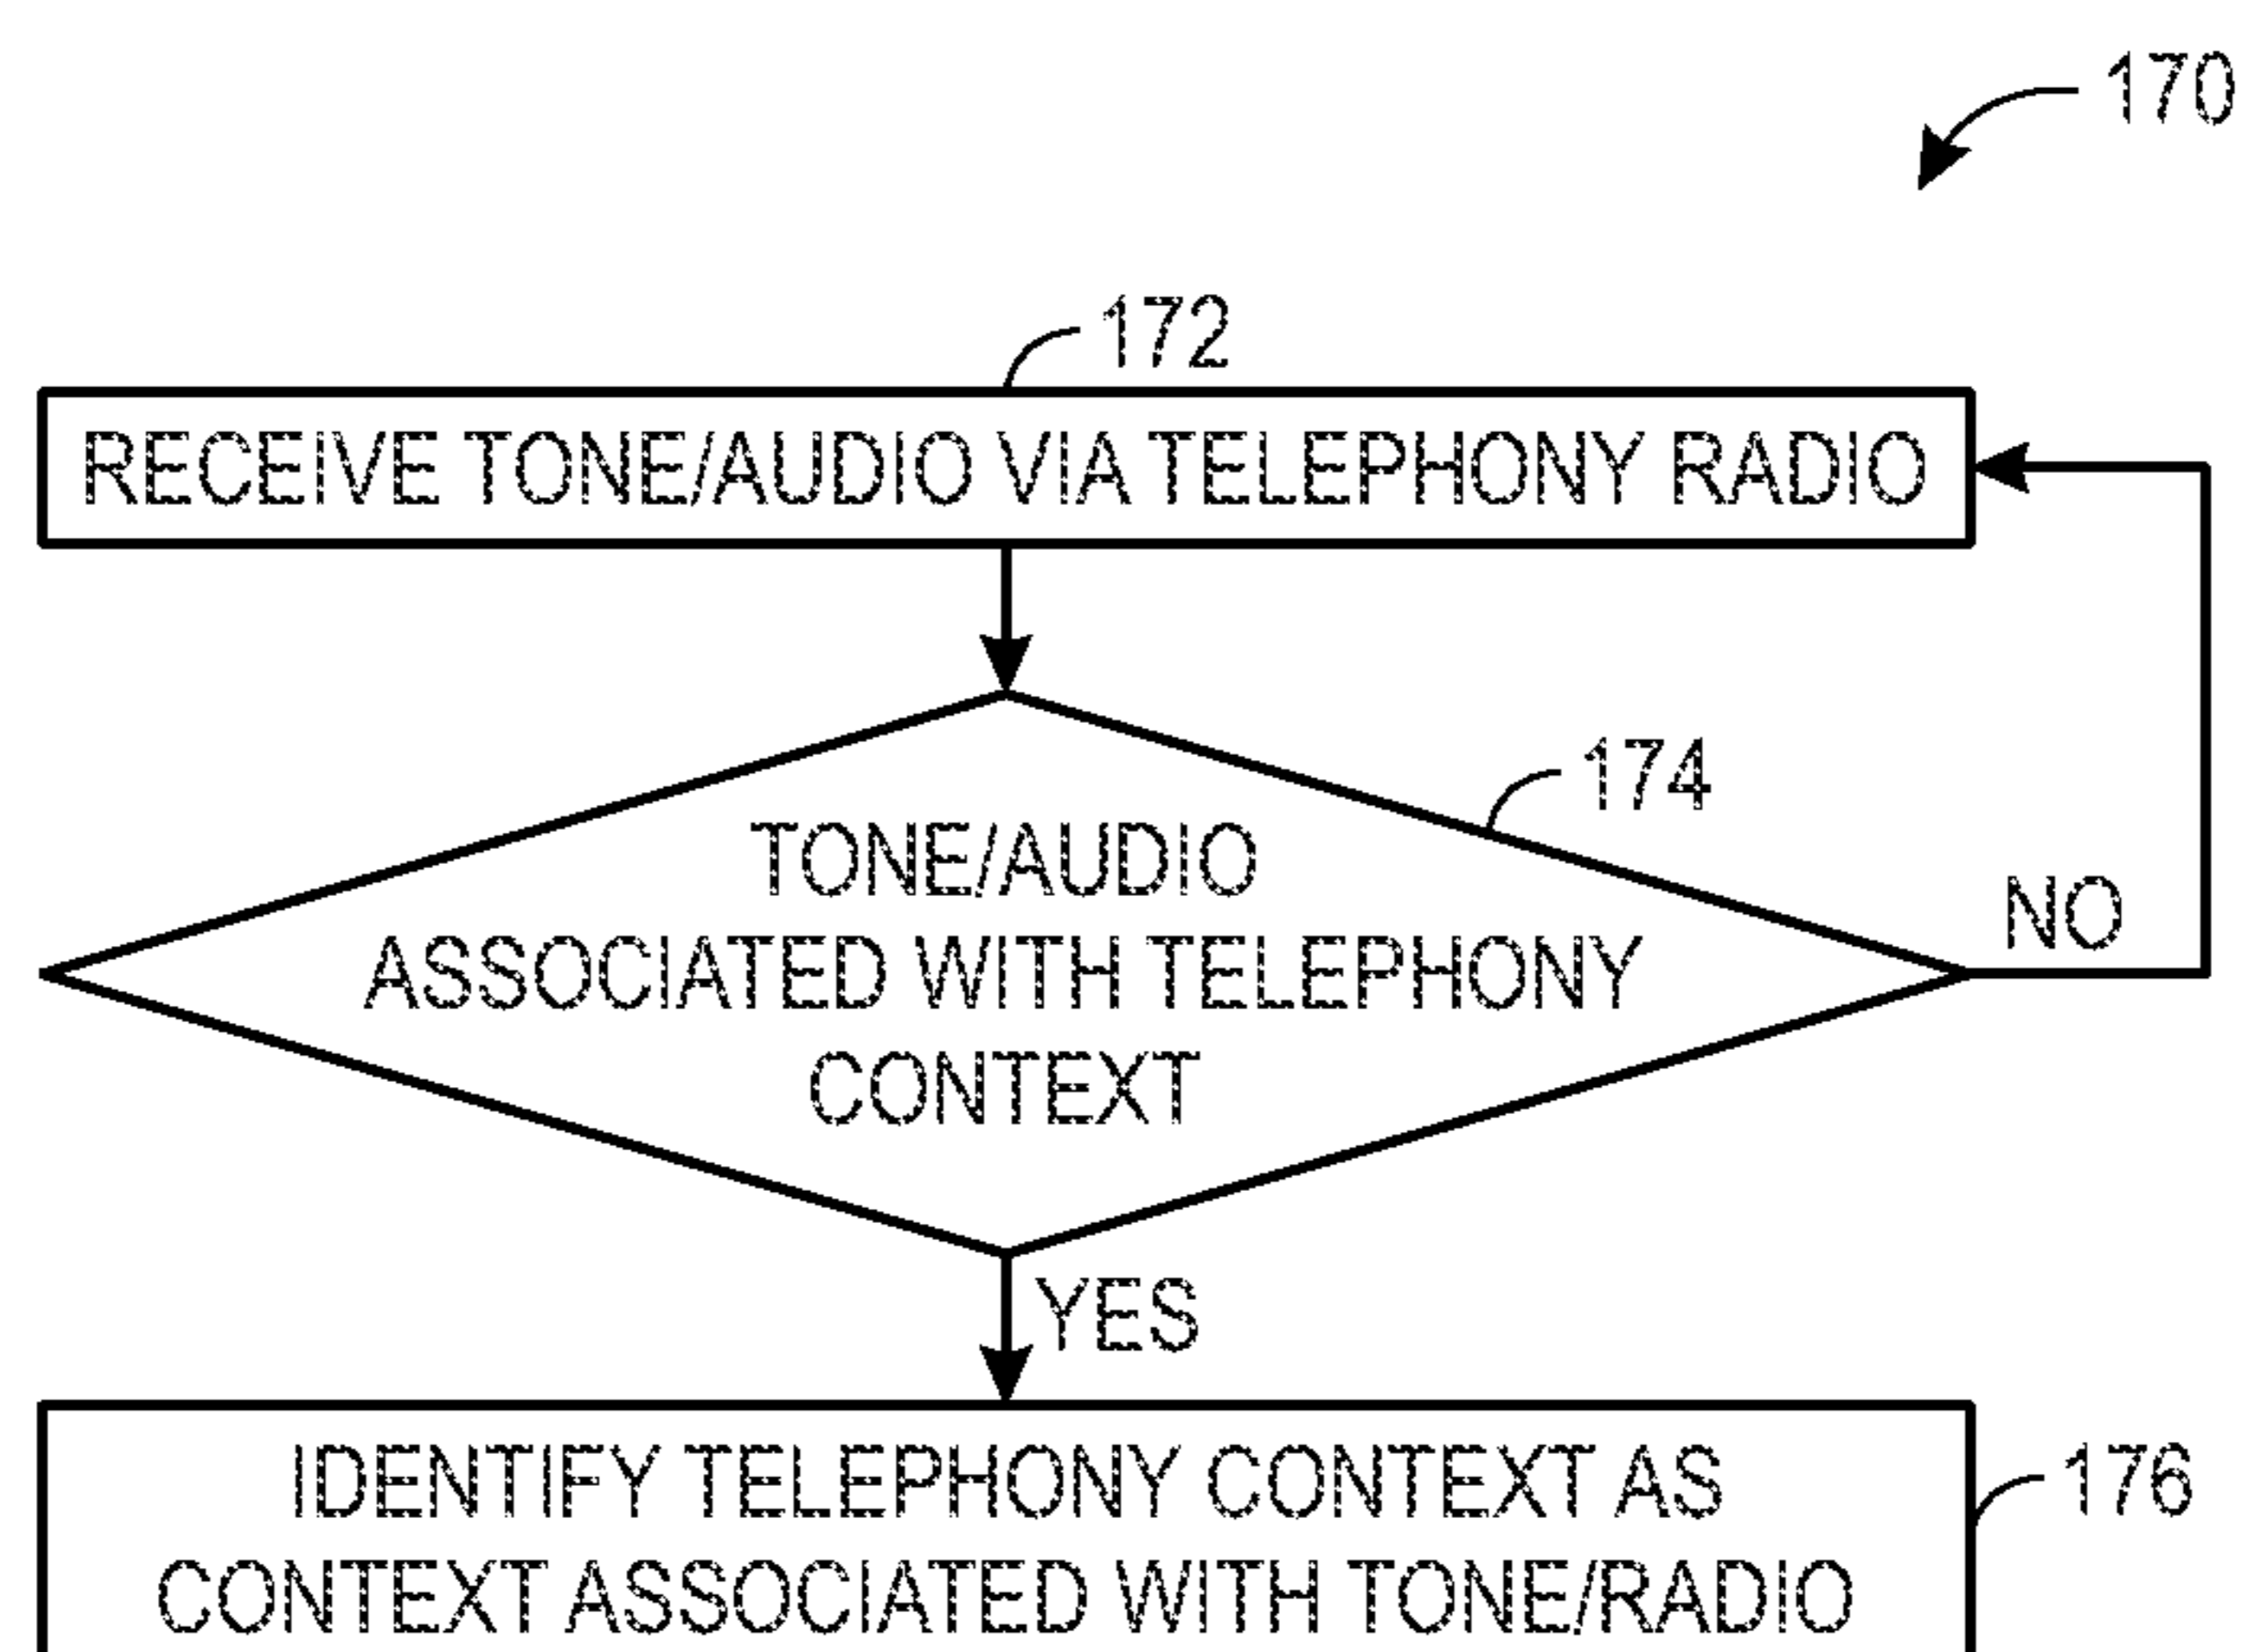 170
172
RECEIVE TONE/AUDIO VIA TELEPHONY RADIO
174
TONE/AUDIO
ASSOCIATED WITH TELEPHONY
CONTEXT
NO
YES
IDENTIFY TELEPHONY CONTEXT AS
CONTEXT ASSOCIATED WITH TONE/RADIO
176